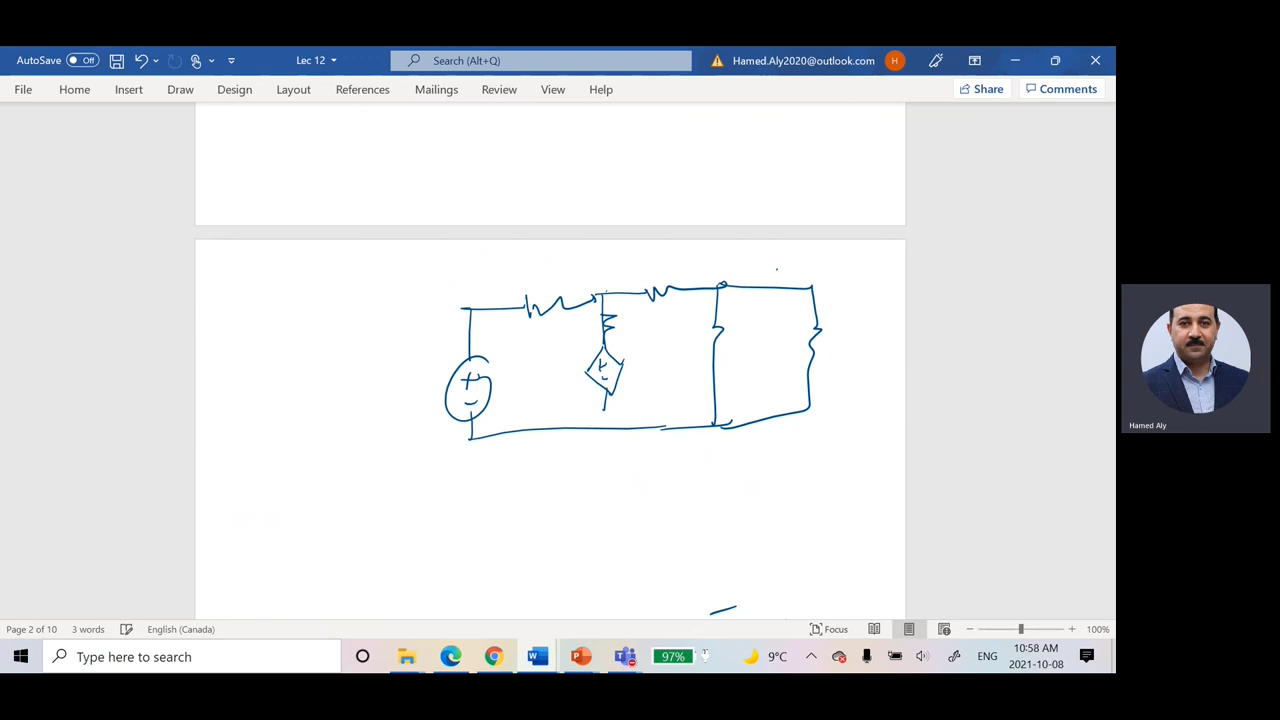 AutoSave Off Lec 12 Search (Alt+Q) Hamed.Aly2020@outlook.com H
File Home Insert Draw Design Layout References Mailings Review View Help Share Comments
+
-
+
-
Hamed Aly
Page 2 of 10 3 words English (Canada) Focus 100%
Type here to search 97% 9°C ENG 10:58 AM
2021-10-08